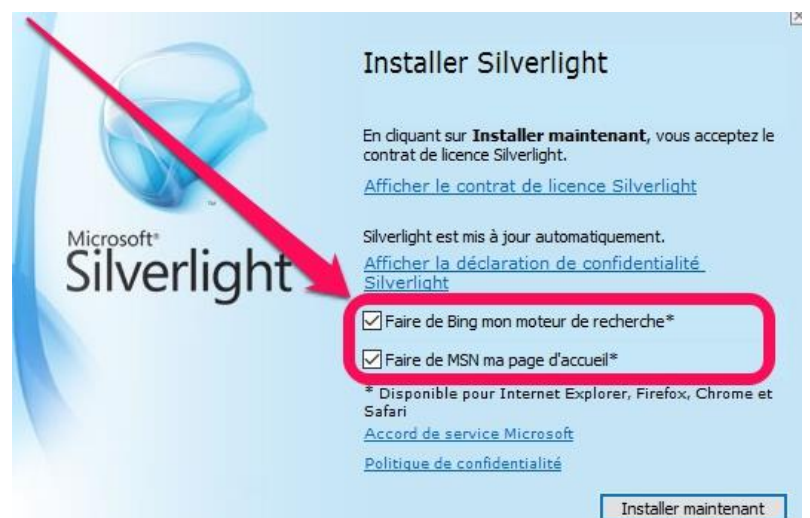 Installer Silverlight
En cliquant sur Installer maintenant, vous acceptez le
contrat de licence Silverlight.
Afficher le contrat de licence Silverlight
Microsoft®
Silverlight™
Silverlight est mis à jour automatiquement.
Afficher la déclaration de confidentialité
Silverlight
Faire de Bing mon moteur de recherche*
Faire de MSN ma page d'accueil*
* Disponible pour Internet Explorer, Firefox, Chrome et
Safari
Accord de service Microsoft
Politique de confidentialité
Installer maintenant